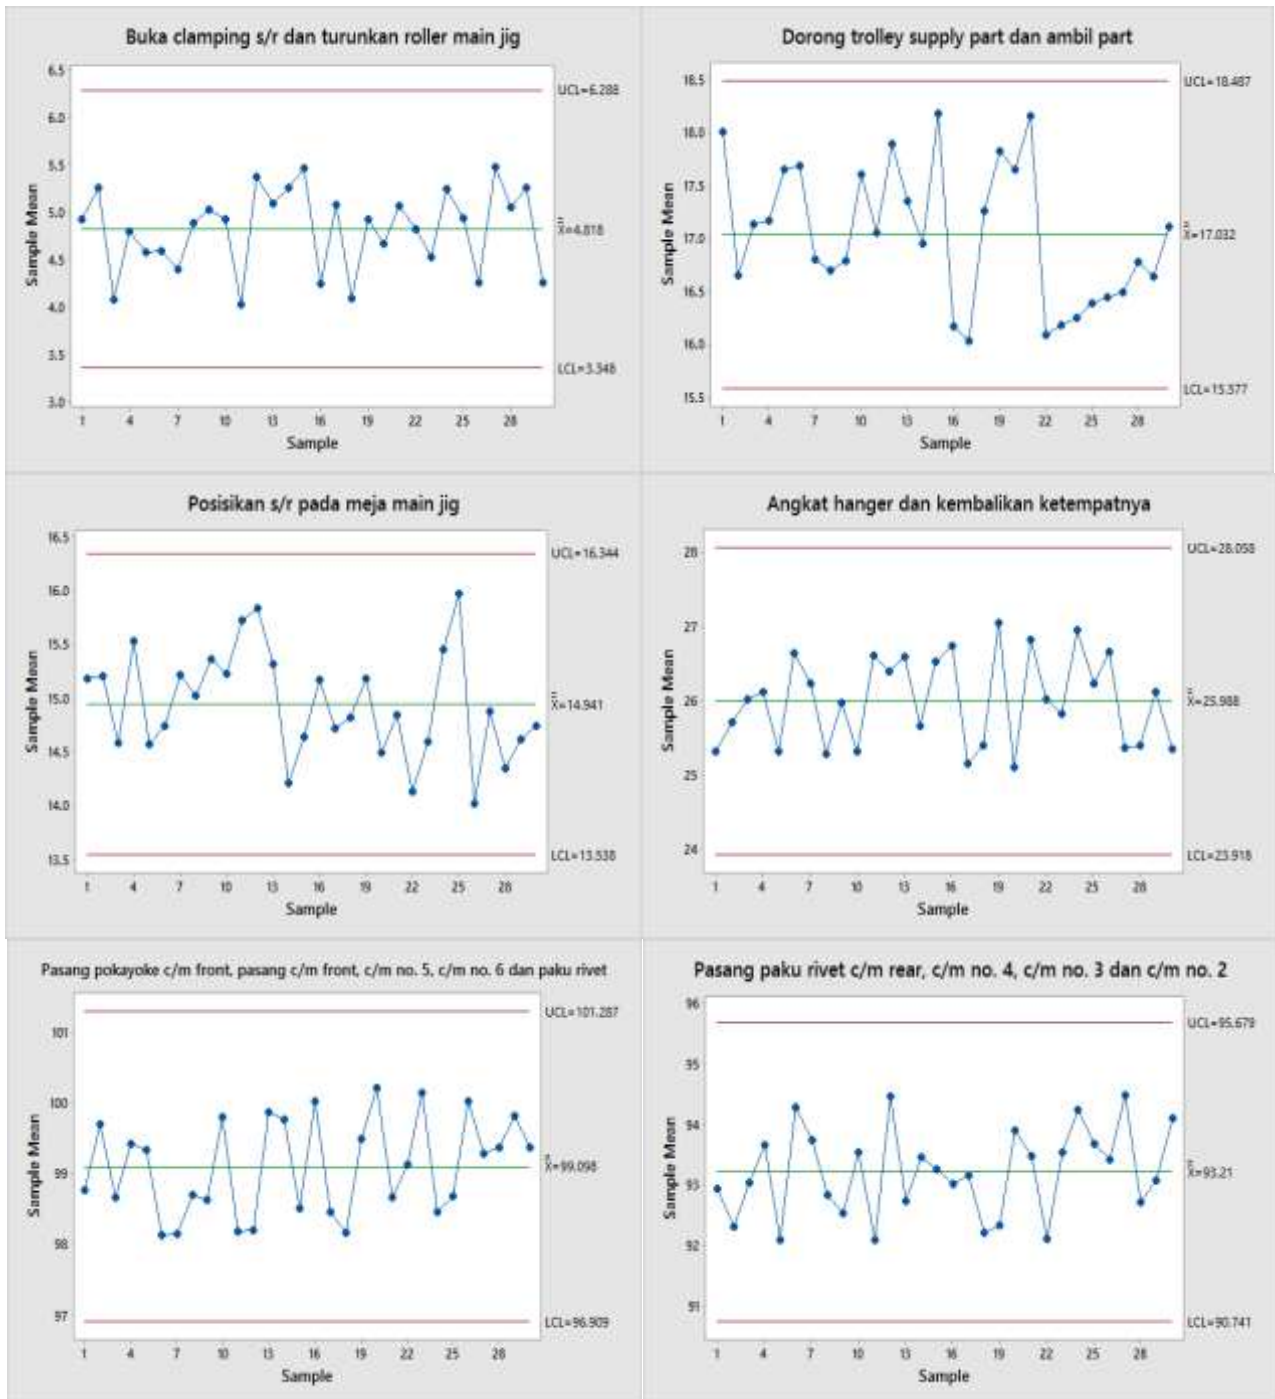 Buka clamping s/r dan turunkan roller main jig
6.5
6.0
5.5
5.0
4.5
4.0
3.5
3.0
Sample Mean
UCL=6.288
X=4.818
LCL=3.348
1 4 7 10 13 16 19 22 25 28
Sample
Dorong trolley supply part dan ambil part
18.5
18.0
17.5
17.0
16.5
16.0
15.5
Sample Mean
UCL=18.487
X=17.032
LCL=15.577
1 4 7 10 13 16 19 22 25 28
Sample
Posisikan s/r pada meja main jig
16.5
16.0
15.5
15.0
14.5
14.0
13.5
Sample Mean
UCL=16.344
X=14.941
LCL=13.538
1 4 7 10 13 16 19 22 25 28
Sample
Angkat hanger dan kembalikan ketempatnya
28
27
26
25
24
Sample Mean
UCL=28.058
X=25.988
LCL=23.918
1 4 7 10 13 16 19 22 25 28
Sample
Pasang pokayoke c/m front, pasang c/m front, c/m no. 5, c/m no. 6 dan paku rivet
101
100
99
98
97
Sample Mean
UCL=101.287
X=99.098
LCL=96.909
1 4 7 10 13 16 19 22 25 28
Sample
Pasang paku rivet c/m rear, c/m no. 4, c/m no. 3 dan c/m no. 2
96
95
94
93
92
91
Sample Mean
UCL=95.679
X=93.21
LCL=90.741
1 4 7 10 13 16 19 22 25 28
Sample